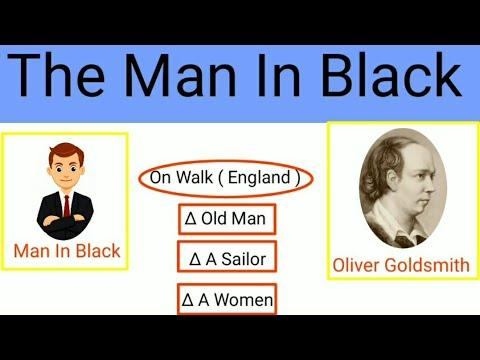 The Man In Black
On Walk ( England )
Δ Old Man
Δ A Sailor
Δ A Women
Man In Black
Oliver Goldsmith